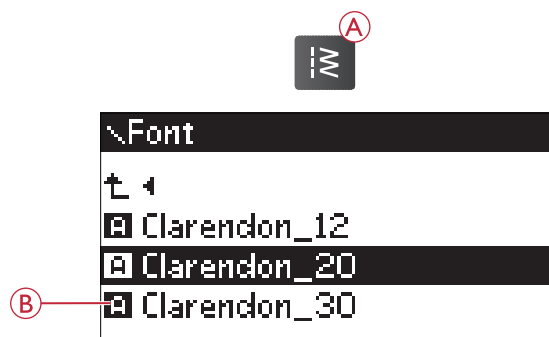 A
\Font
Clarendon_12
A Clarendon_20
B A Clarendon_30